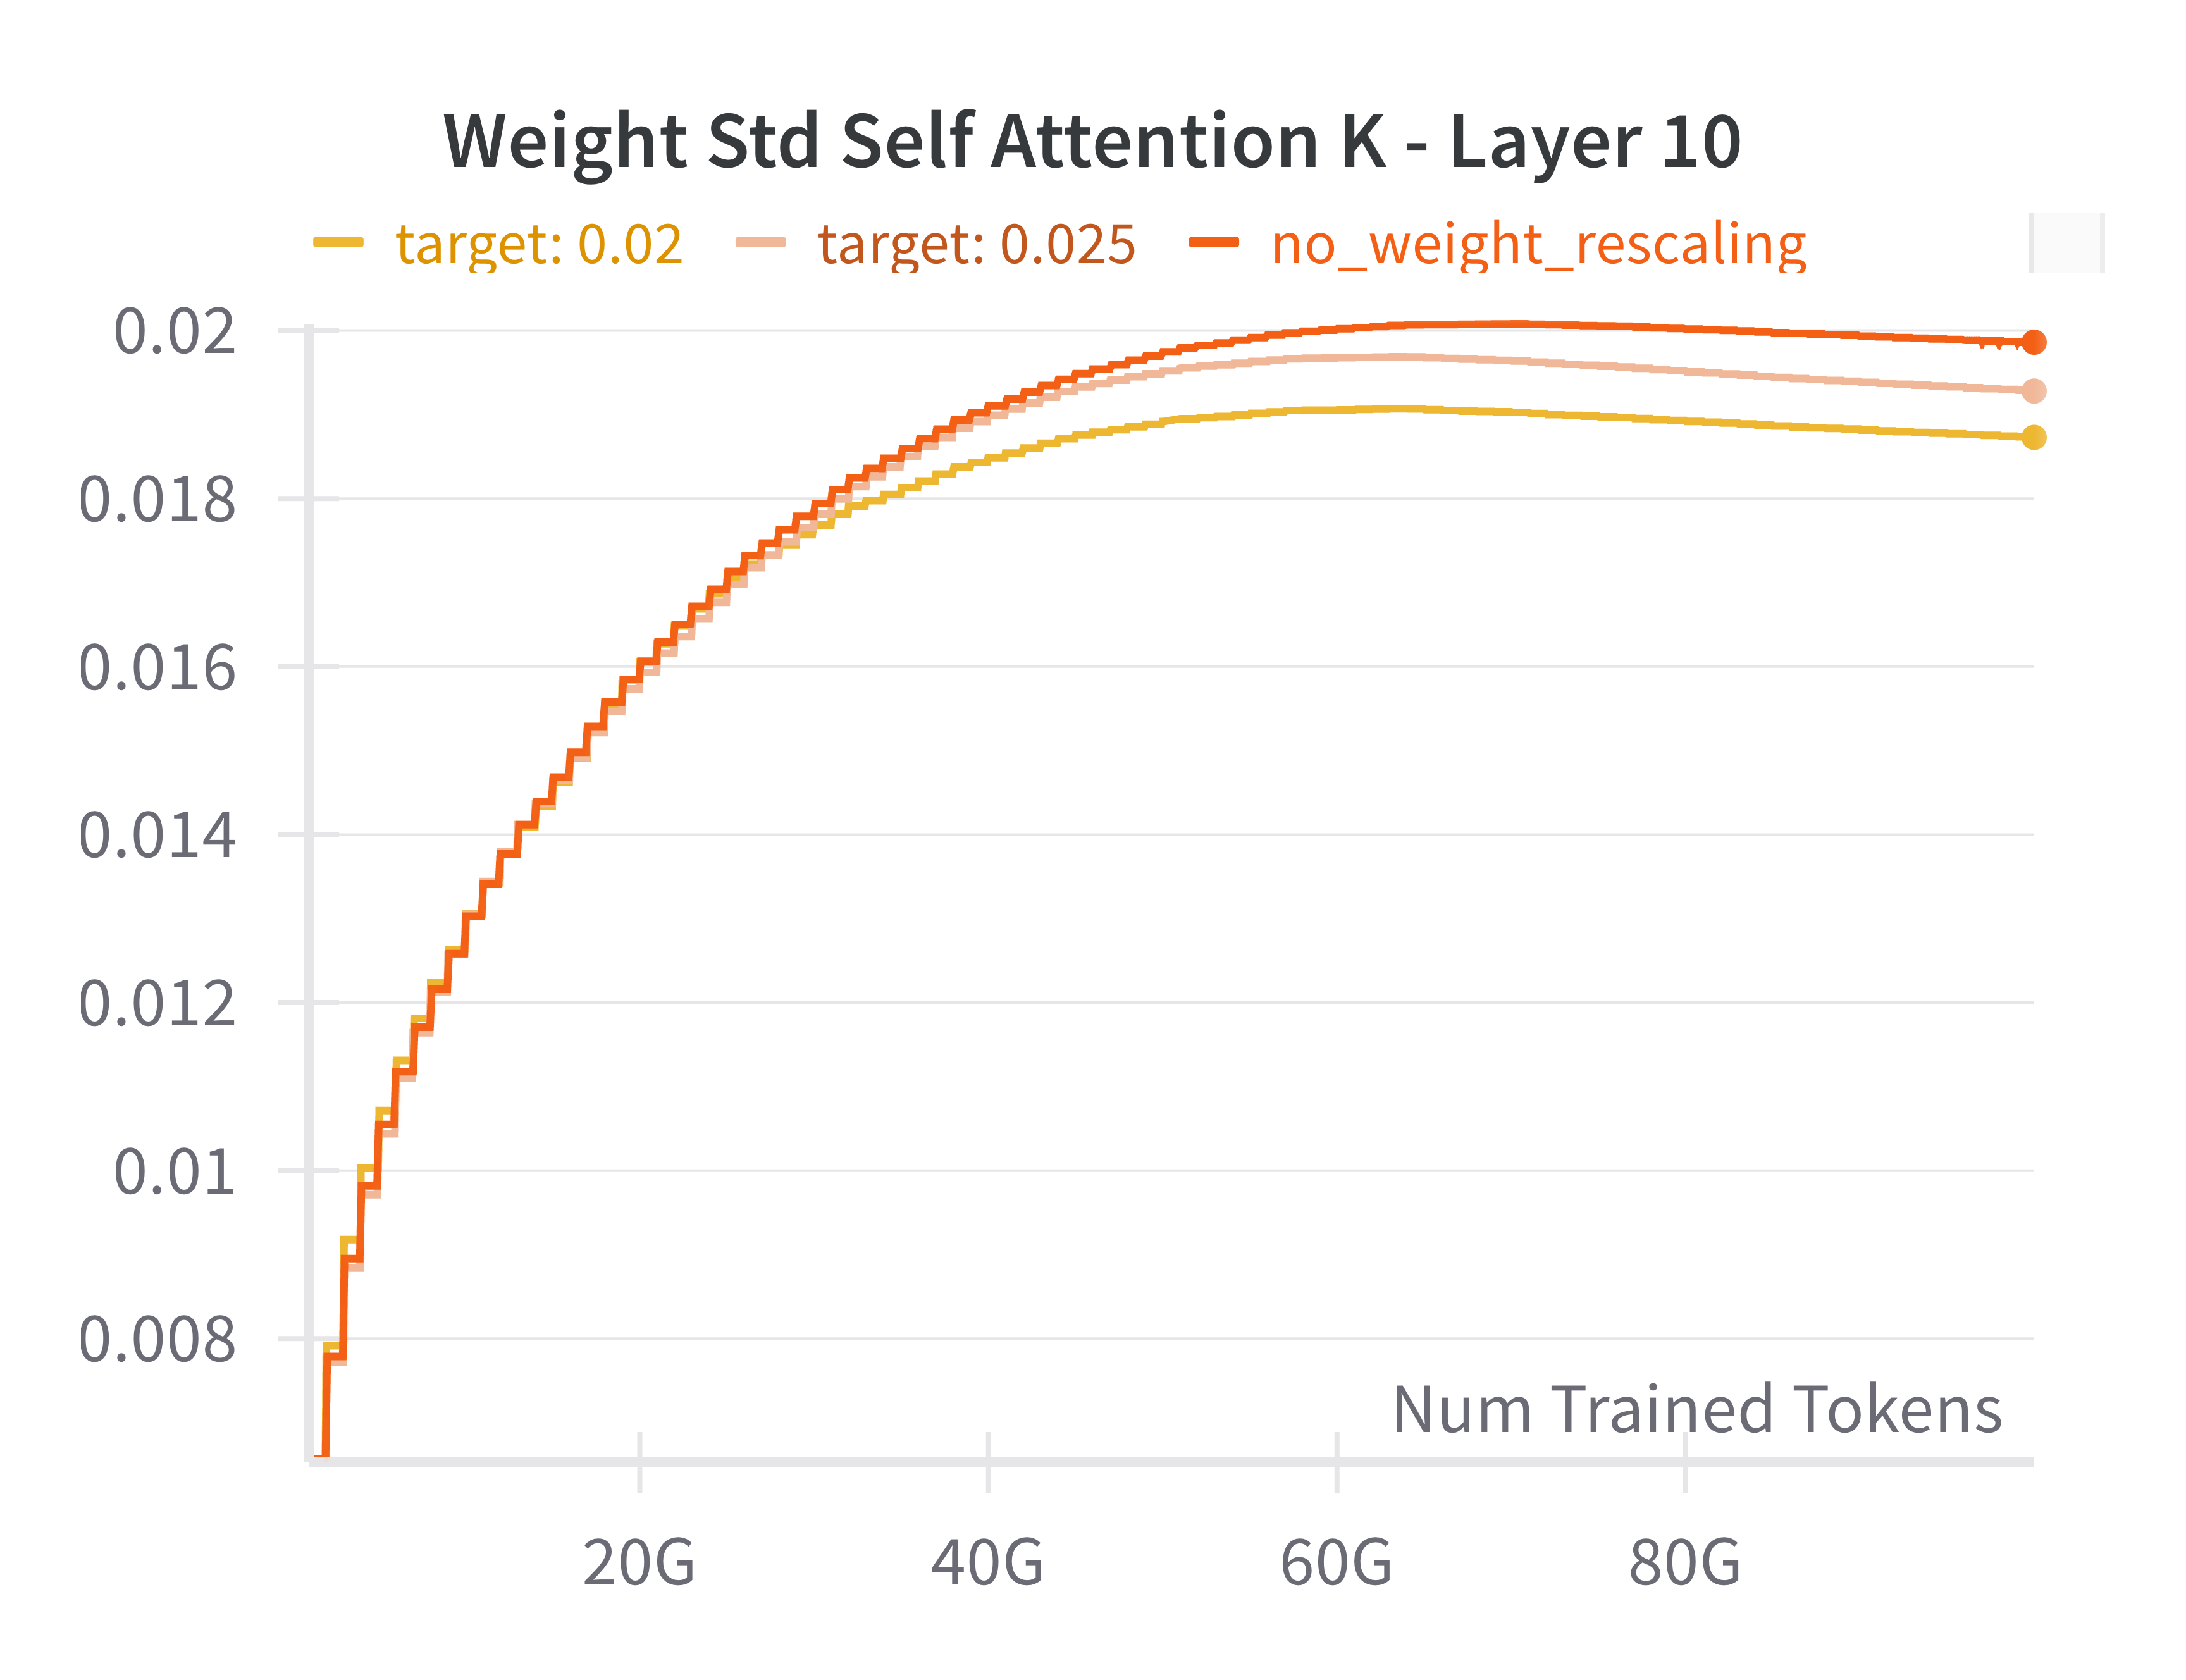 Weight Std Self Attention K - Layer 10
target: 0.02 target: 0.025 no_weight_rescaling
0.02
0.018
0.016
0.014
0.012
0.01
0.008
Num Trained Tokens
20G 40G 60G 80G